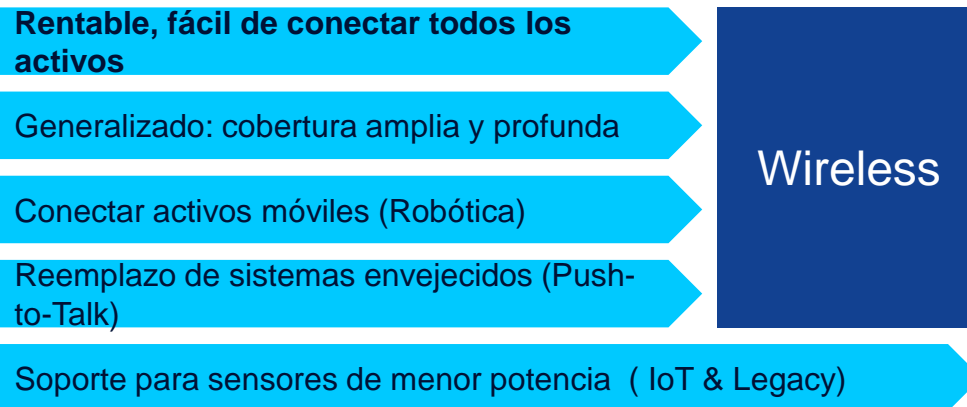 Rentable, fácil de conectar todos los
activos
Generalizado: cobertura amplia y profunda
Conectar activos móviles (Robótica)
Reemplazo de sistemas envejecidos (Push-
to-Talk)
Soporte para sensores de menor potencia ( IoT & Legacy)
Wireless